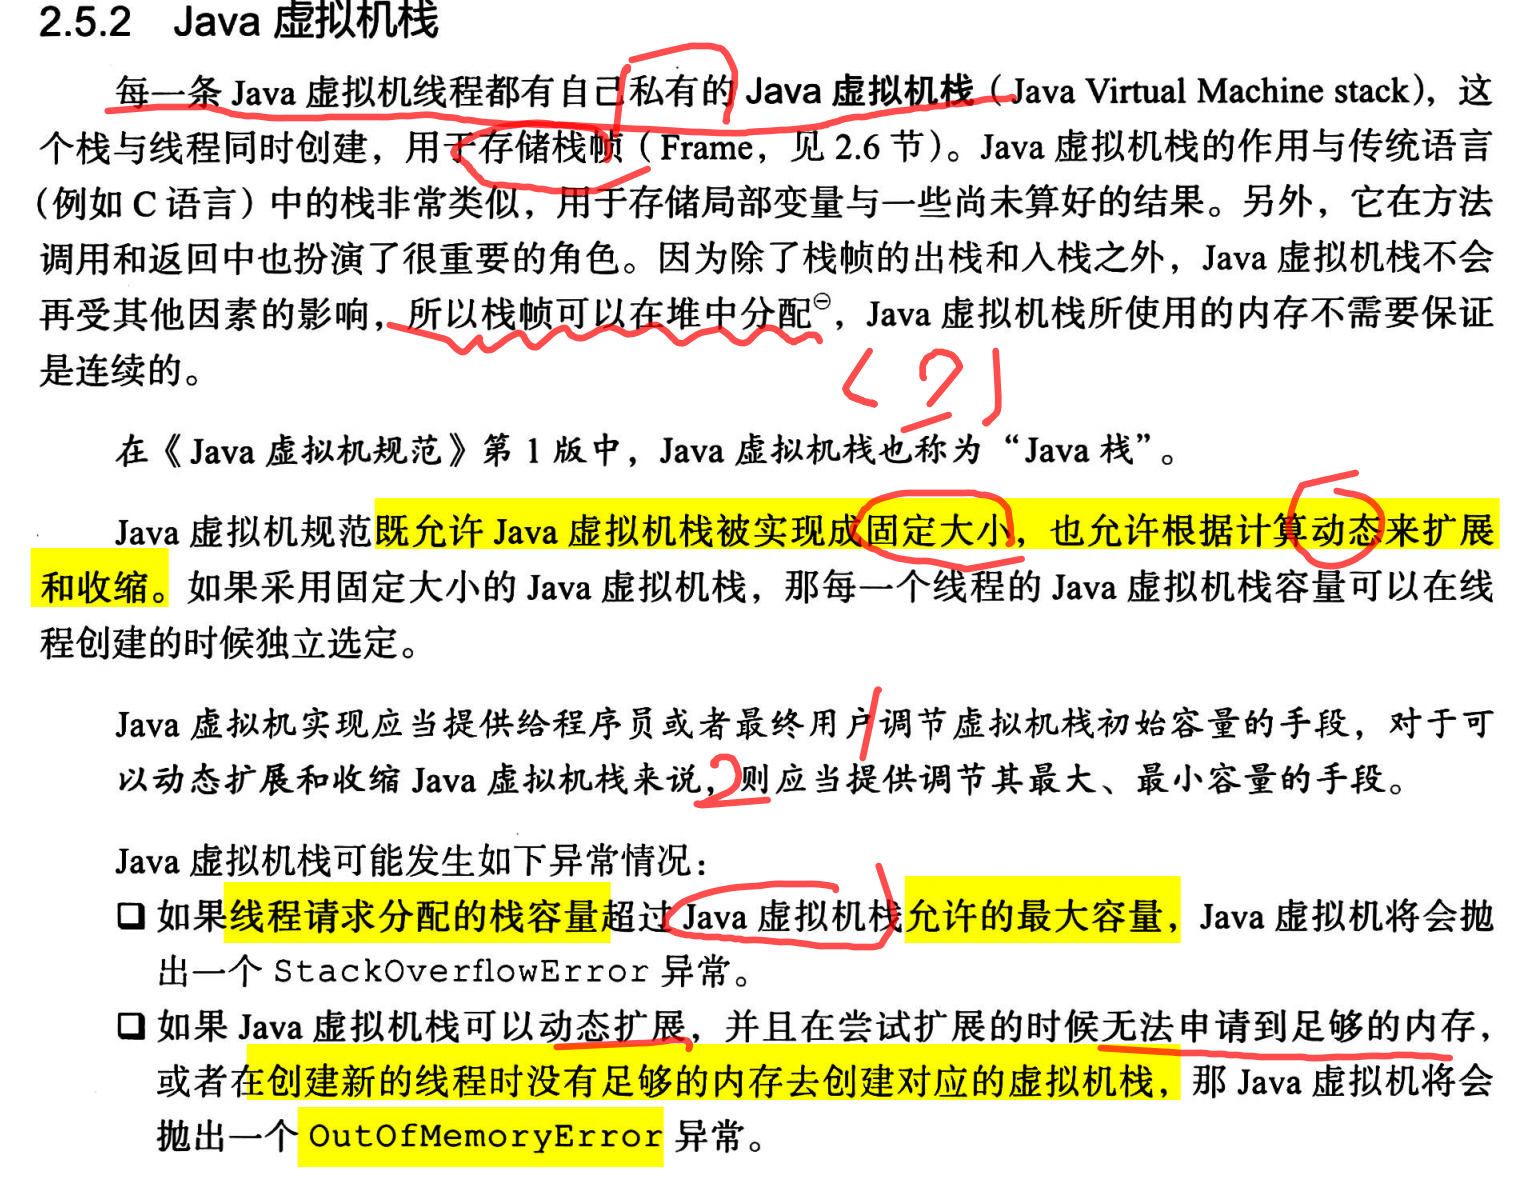 2.5.2 Java 虚拟机栈
每一条 Java 虚拟机线程都有自己私有的 Java 虚拟机栈（Java Virtual Machine stack），这
个栈与线程同时创建，用于存储栈帧（Frame，见 2.6 节）。Java 虚拟机栈的作用与传统语言
（例如 C 语言）中的栈非常类似，用于存储局部变量与一些尚未算好的结果。另外，它在方法
调用和返回中也扮演了很重要的角色。因为除了栈帧的出栈和入栈之外，Java 虚拟机栈不会
再受其他因素的影响，所以栈帧可以在堆中分配㊀，Java 虚拟机栈所使用的内存不需要保证
是连续的。
(?)
在《Java 虚拟机规范》第 1 版中，Java 虚拟机栈也称为“Java 栈”。
Java 虚拟机规范既允许 Java 虚拟机栈被实现成固定大小，也允许根据计算动态来扩展
和收缩。如果采用固定大小的 Java 虚拟机栈，那每一个线程的 Java 虚拟机栈容量可以在线
程创建的时候独立选定。
Java 虚拟机实现应当提供给程序员或者最终用户调节虚拟机栈初始容量的手段，对于可
以动态扩展和收缩 Java 虚拟机栈来说，则应当提供调节其最大、最小容量的手段。
1
2
Java 虚拟机栈可能发生如下异常情况：
❑ 如果线程请求分配的栈容量超过 Java 虚拟机栈允许的最大容量，Java 虚拟机将会抛
出一个 StackOverflowError 异常。
❑ 如果 Java 虚拟机栈可以动态扩展，并且在尝试扩展的时候无法申请到足够的内存，
或者在创建新的线程时没有足够的内存去创建对应的虚拟机栈，那 Java 虚拟机将会
抛出一个 OutOfMemoryError 异常。